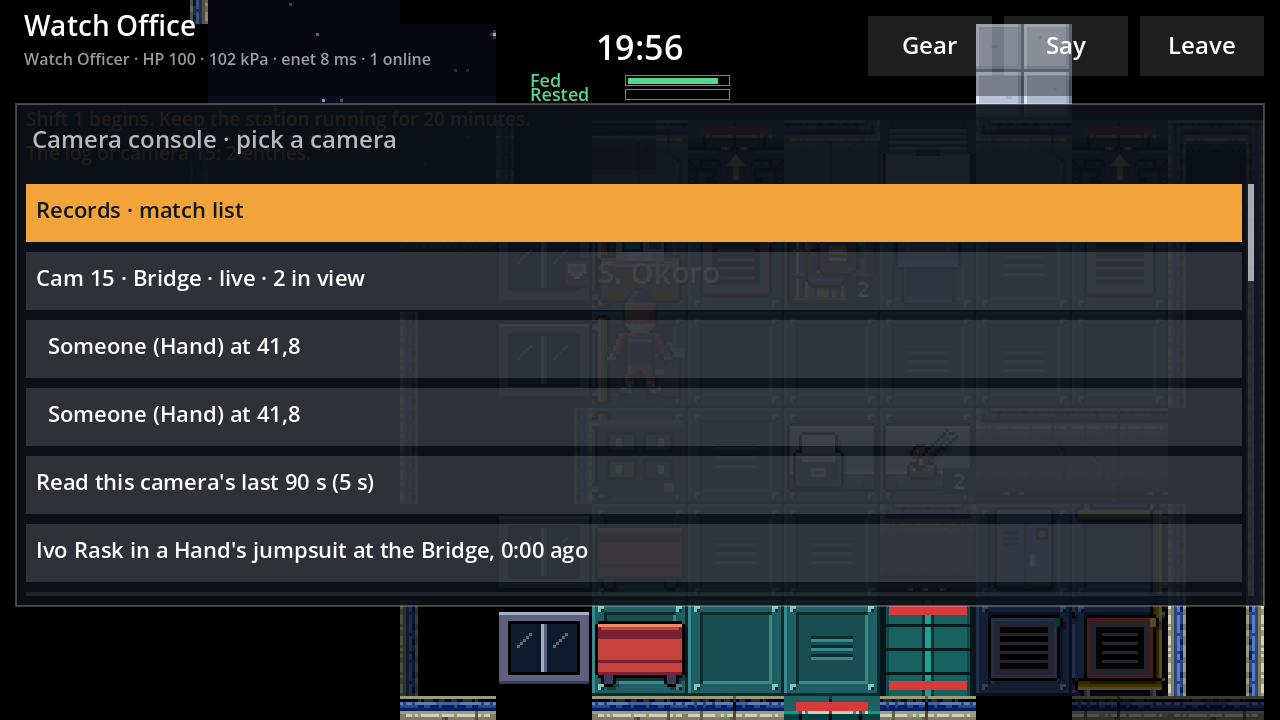 Watch Office
Watch Officer · HP 100 · 102 kPa · enet 8 ms · 1 online
19:56
Fed
Rested
Gear
Say
Leave
Shift 1 begins. Keep the station running for 20 minutes.
Camera console · pick a camera
The log of camera 15: 2 entries.
Records · match list
Cam 15 · Bridge · live · 2 in view
S. Okoro
2
Someone (Hand) at 41,8
Someone (Hand) at 41,8
Read this camera's last 90 s (5 s)
2
Ivo Rask in a Hand's jumpsuit at the Bridge, 0:00 ago